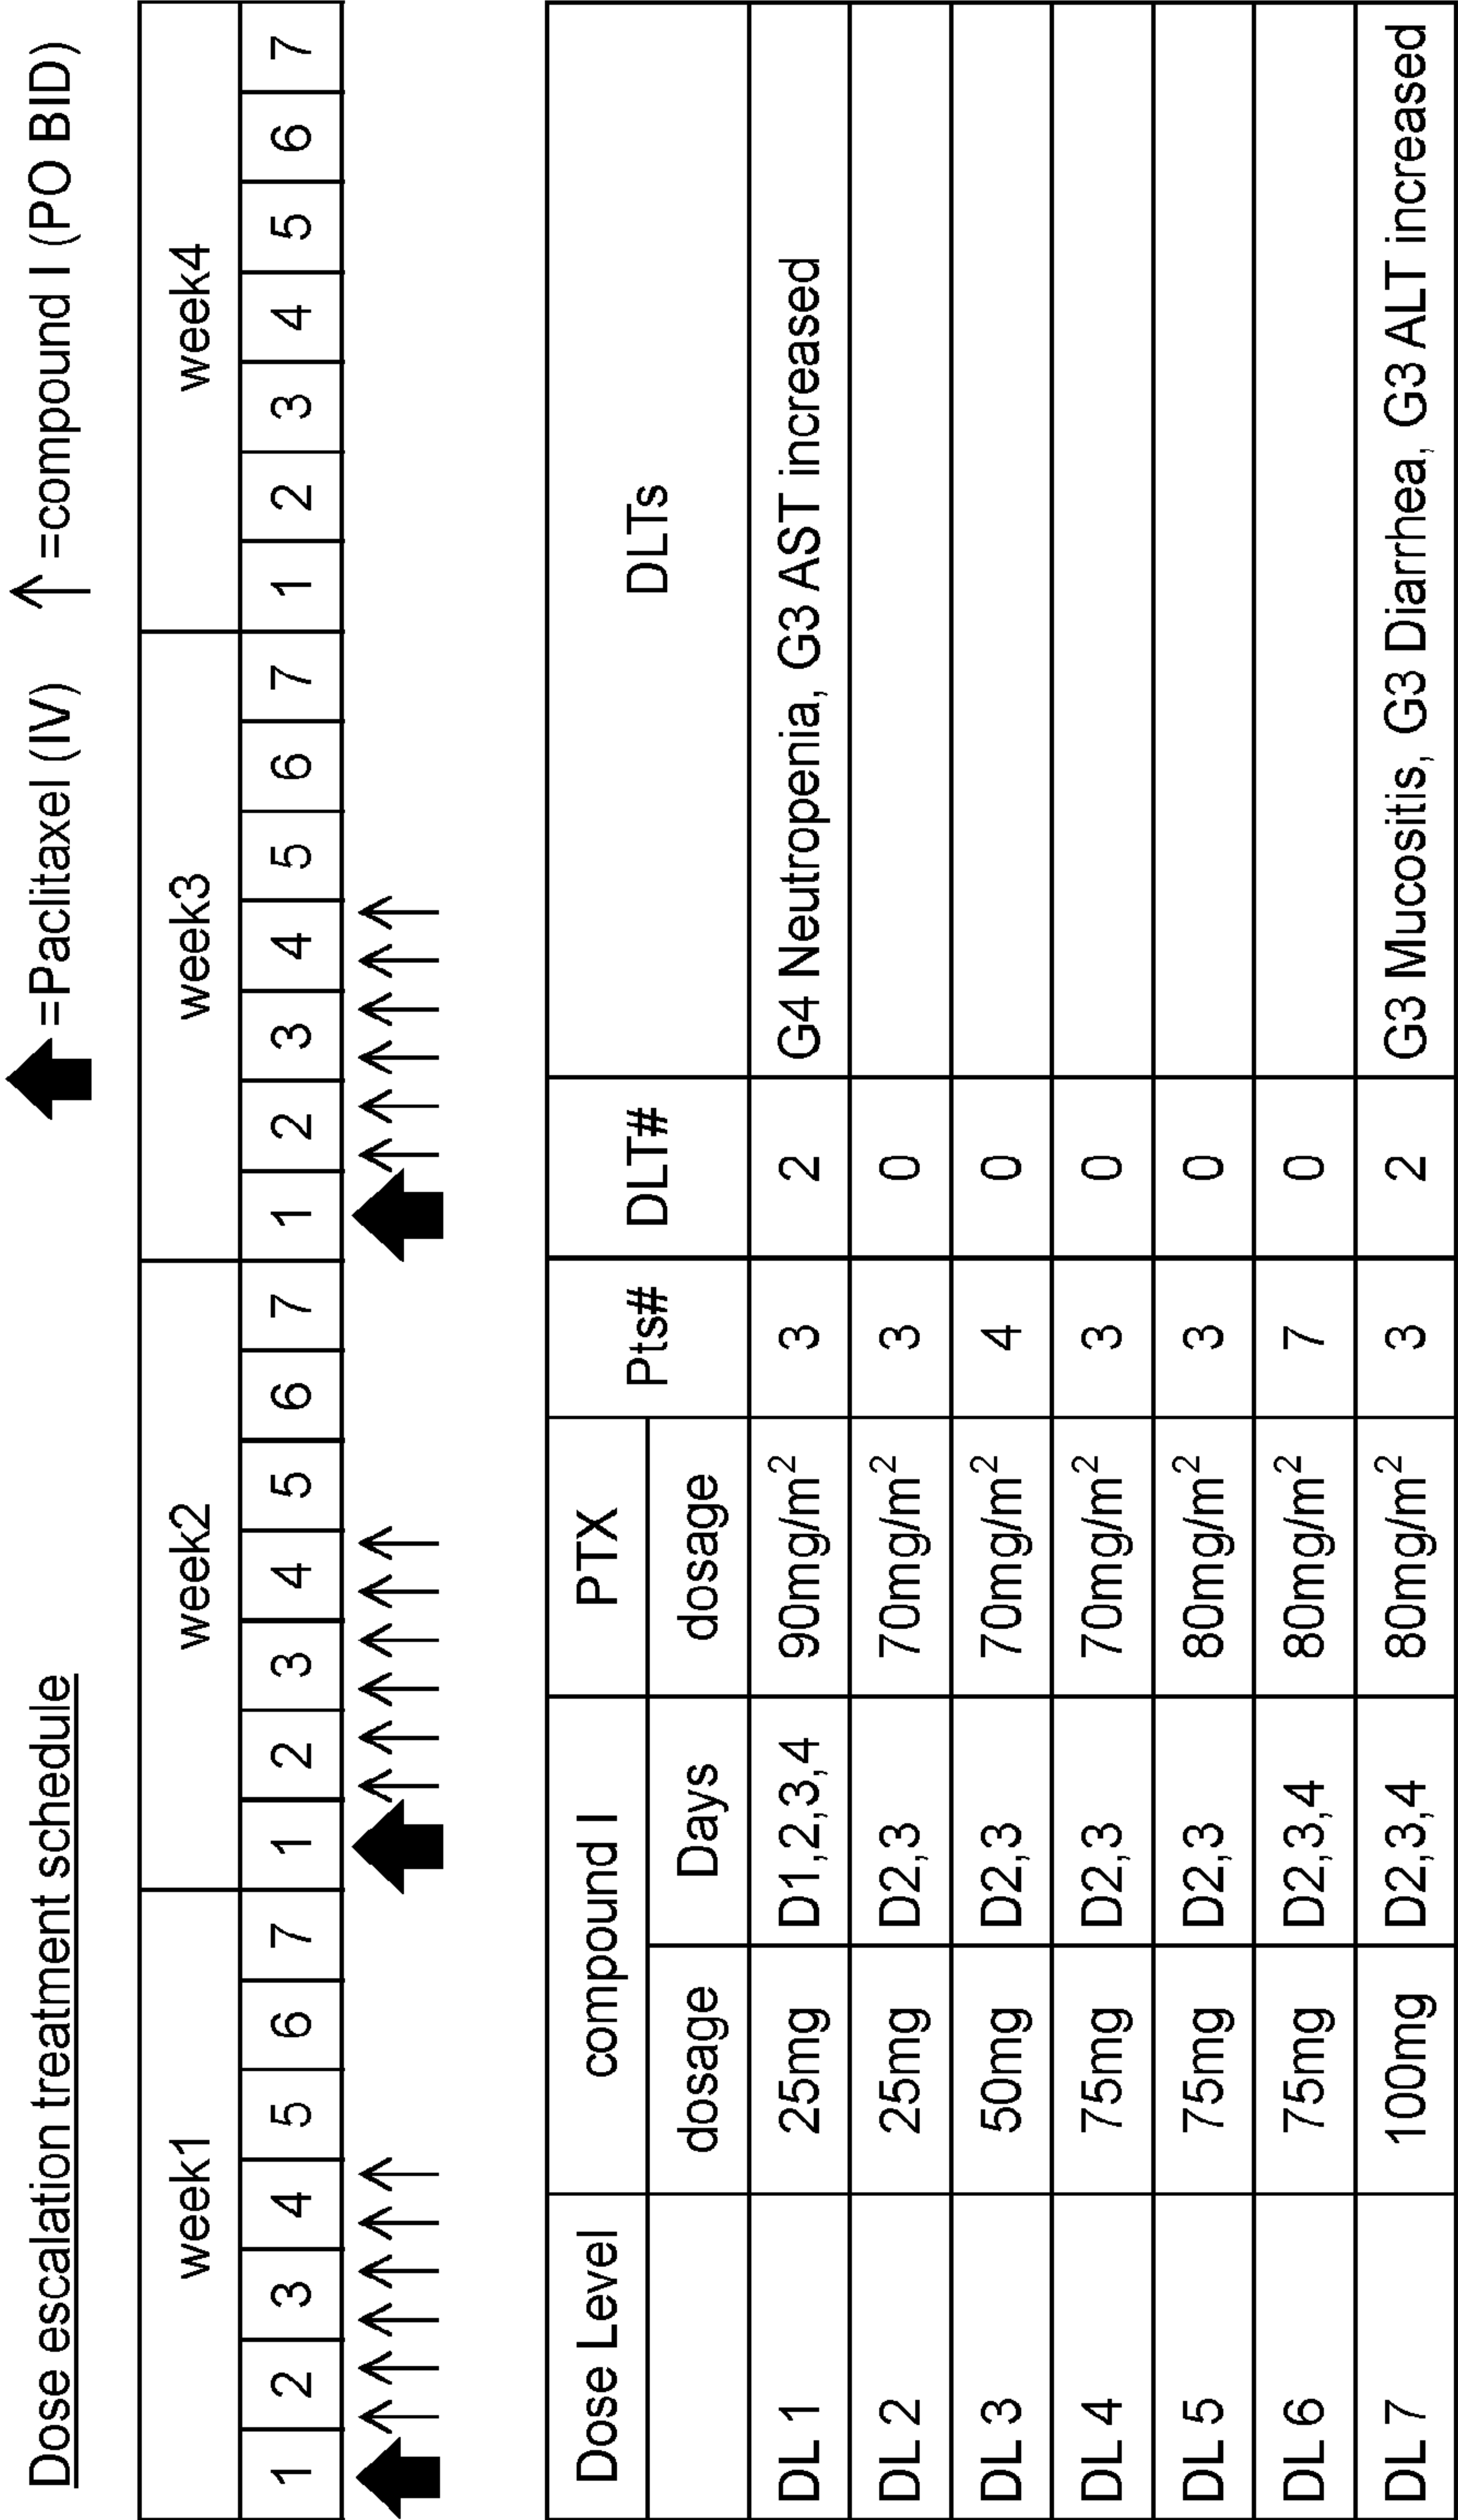 Dose escalation treatment schedule
=Paclitaxel (IV) =compound I (PO BID)
week1 week2 week3 week4
1 2 3 4 5 6 7 1 2 3 4 5 6 7 1 2 3 4 5 6 7 1 2 3 4 5 6 7
Dose Level compound I PTX Pts# DLT# DLTs
dosage Days dosage
DL 1 25mg D1,2,3,4 90mg/m² 3 2 G4 Neutropenia, G3 AST increased
DL 2 25mg D2,3 70mg/m² 3 0
DL 3 50mg D2,3 70mg/m² 4 0
DL 4 75mg D2,3 70mg/m² 3 0
DL 5 75mg D2,3 80mg/m² 3 0
DL 6 75mg D2,3,4 80mg/m² 7 0
DL 7 100mg D2,3,4 80mg/m² 3 2 G3 Mucositis, G3 Diarrhea, G3 ALT increased